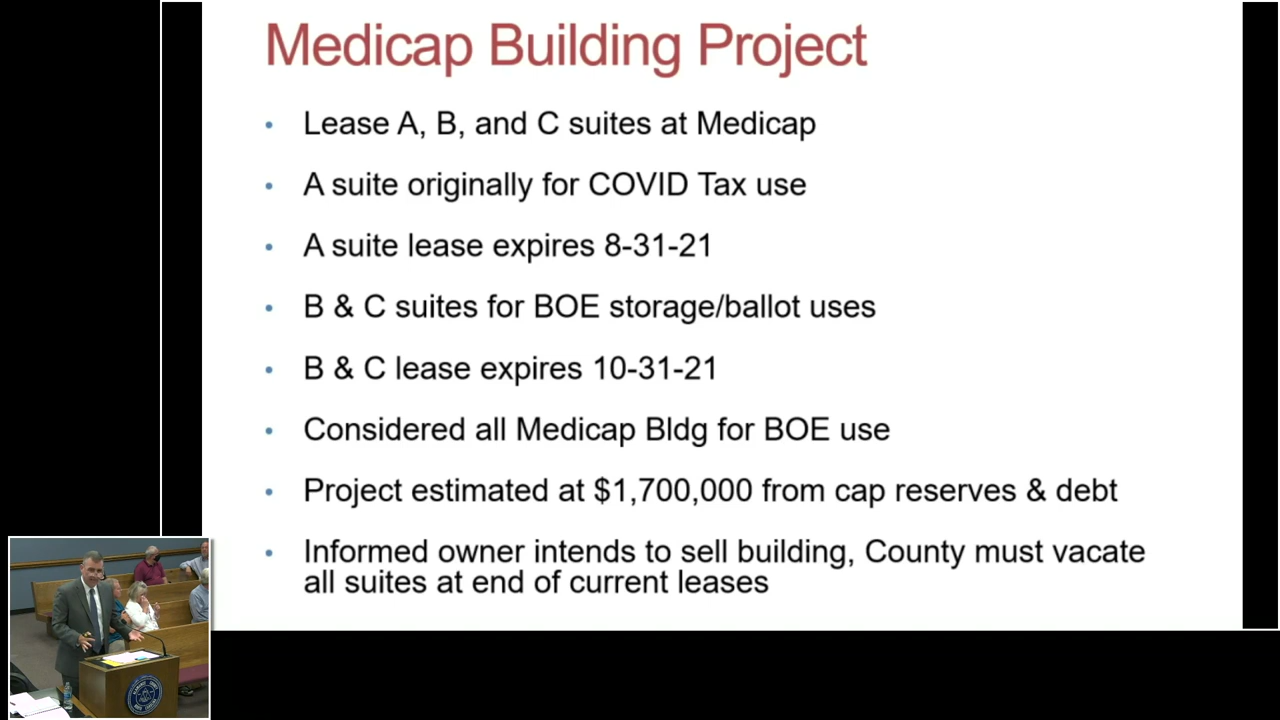 Medicap Building Project
• Lease A, B, and C suites at Medicap
• A suite originally for COVID Tax use
• A suite lease expires 8-31-21
• B & C suites for BOE storage/ballot uses
• B & C lease expires 10-31-21
• Considered all Medicap Bldg for BOE use
• Project estimated at $1,700,000 from cap reserves & debt
• Informed owner intends to sell building, County must vacate
all suites at end of current leases